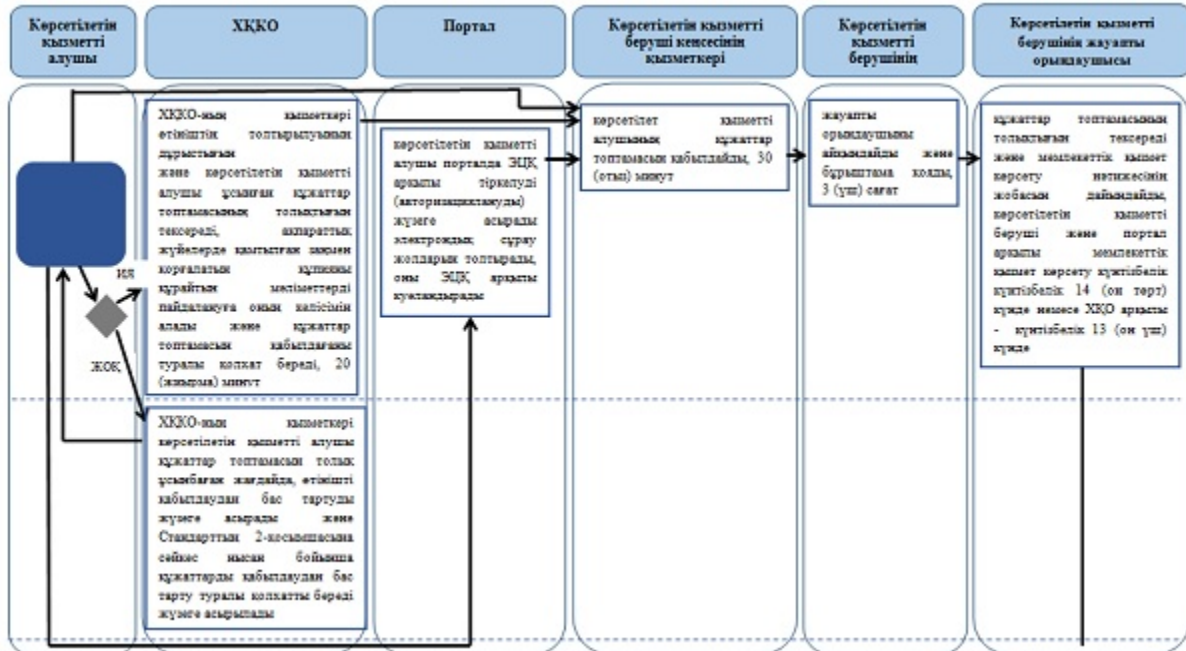 Көрсетілетін
қызметті
алушы
ХҚКО
Портал
Көрсетілетін қызметті
беруші кеңсесінің
қызметкері
Көрсетілетін
қызметті
берушінің
Көрсетілетін қызметті
берушінің жауапты
орындаушысы
ИЯ
ЖОҚ
ХҚКО-ның қызметкері
өтініштің толтырылуының
дұрыстығын
және көрсетілетін қызметті
алушы ұсынған құжаттар
топтамасының толықтығын
тексереді, ақпараттық
жүйелерде қамтылған заңмен
қорғалатын құпияны
құрайтын мәліметтерді
пайдалануға оның келісімін
алады және құжаттар
топтамасын қабылдағаны
туралы қолхат береді, 20
(жиырма) минут
ХҚКО-ның қызметкері
көрсетілетін қызметті алушы
құжаттар топтамасын толық
ұсынбаған жағдайда, өтінішті
қабылдаудан бас тартуды
жүзеге асырады және
Стандарттың 2-қосымшасына
сәйкес нысан бойынша
құжаттарды қабылдаудан бас
тарту туралы қолхатты береді
жүзеге асырылады
көрсетілетін қызметті
алушы порталда ЭЦҚ
арқылы тіркелуді
(авторизациялануды)
жүзеге асырады
электрондық сұрау
жолдарын толтырады,
оны ЭЦҚ арқылы
куәландырады
көрсетілет қызметті
алушының құжаттар
топтамасын қабылдайды, 30
(отыз) минут
жауапты
орындаушыны
айқындайды және
бұрыштама қояды,
3 (үш) сағат
құжаттар топтамасының
толықтығын тексереді
және мемлекеттік қызмет
көрсету нәтижесінің
жобасын дайындайды,
көрсетілетін қызметті
беруші және портал
арқылы мемлекеттік
қызмет көрсету күнтізбелік
күнтізбелік 14 (он төрт)
күнде немесе ХҚО арқылы
- күнтізбелік 13 (он үш)
күнде